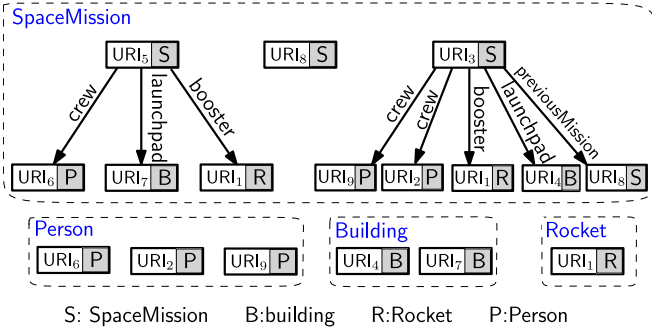 SpaceMission
URI₅ S URI₈ S URI₃ S
crew launchpad booster crew crew booster launchpad previousMission
URI₆ P URI₇ B URI₁ R URI₉ P URI₂ P URI₁ R URI₄ B URI₈ S
Person Building Rocket
URI₆ P URI₂ P URI₉ P URI₄ B URI₇ B URI₁ R
S: SpaceMission B:building R:Rocket P:Person